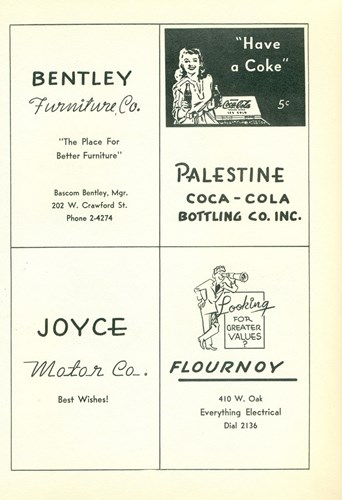 BENTLEY
Furniture Co.
"The Place For
Better Furniture"
Bascom Bentley, Mgr.
202 W. Crawford St.
Phone 2-4274
"Have
a Coke"
Coca-Cola
5¢
PALESTINE
COCA-COLA
BOTTLING CO. INC.
JOYCE
Motor Co.
Best Wishes!
Looking
FOR
GREATER
VALUES
?
FLOURNOY
410 W. Oak
Everything Electrical
Dial 2136